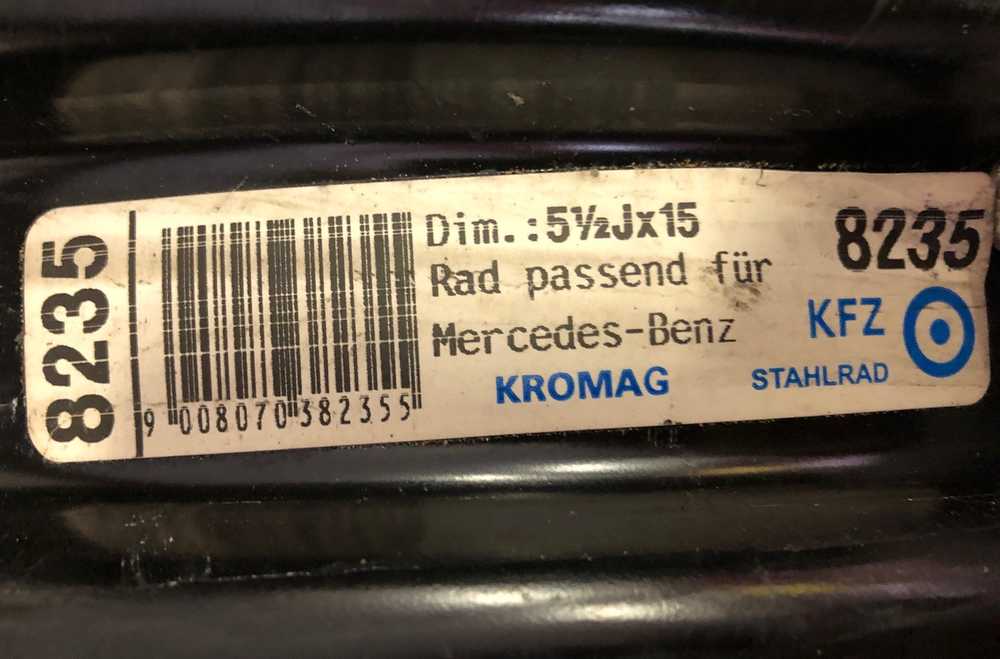 8235
9 008070 382355
Dim.:5½Jx15
Rad passend für
Mercedes-Benz
KROMAG
8235
KFZ
STAHLRAD